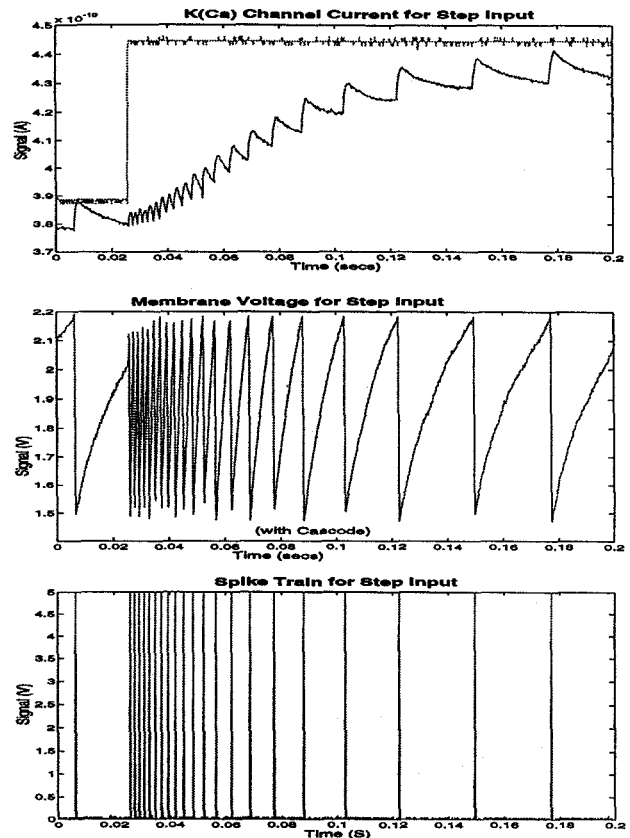 K(Ca) Channel Current for Step Input
4.5 × 10⁻¹⁰
4.4
4.3
4.2
4.1
4
3.9
3.8
3.7
Signal (A)
0 0.02 0.04 0.06 0.08 0.1 0.12 0.14 0.16 0.18 0.2
Time (secs)
Membrane Voltage for Step Input
2.2
2.1
2
1.9
1.8
1.7
1.6
1.5
Signal (V)
(with Cascode)
0 0.02 0.04 0.06 0.08 0.1 0.12 0.14 0.16 0.18 0.2
Time (secs)
Spike Train for Step Input
5
4.5
4
3.5
3
2.5
2
1.5
1
0.5
0
Signal (V)
0 0.02 0.04 0.06 0.08 0.1 0.12 0.14 0.16 0.18 0.2
Time (S)